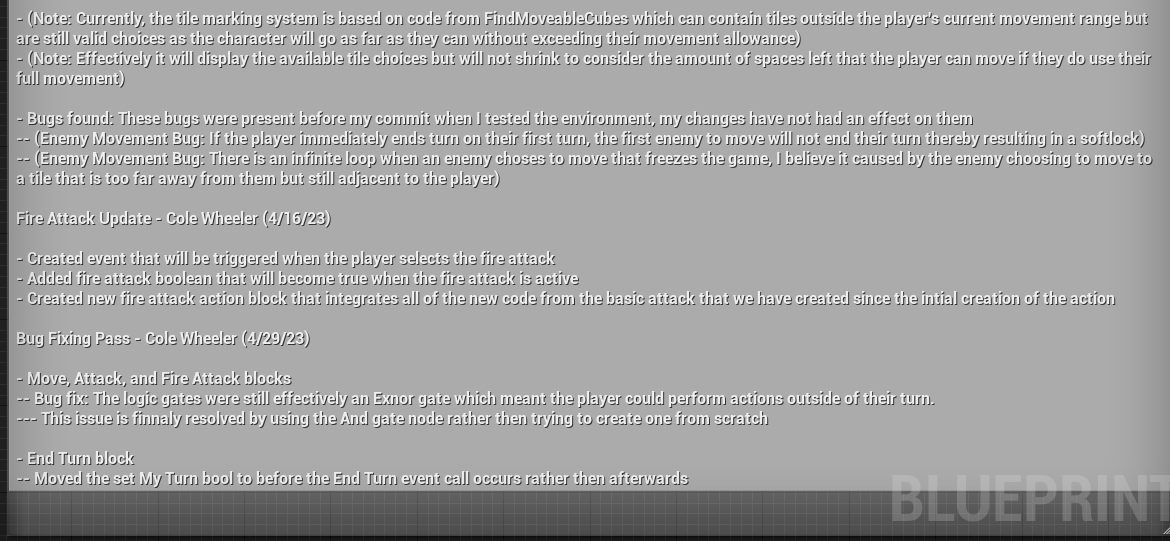 - (Note: Currently, the tile marking system is based on code from FindMoveableCubes which can contain tiles outside the player's current movement range but
are still valid choices as the character will go as far as they can without exceeding their movement allowance)
- (Note: Effectively it will display the available tile choices but will not shrink to consider the amount of spaces left that the player can move if they do use their
full movement)
- Bugs found: These bugs were present before my commit when I tested the environment, my changes have not had an effect on them
-- (Enemy Movement Bug: If the player immediately ends turn on their first turn, the first enemy to move will not end their turn thereby resulting in a softlock)
-- (Enemy Movement Bug: There is an infinite loop when an enemy choses to move that freezes the game, I believe it caused by the enemy choosing to move to
a tile that is too far away from them but still adjacent to the player)
Fire Attack Update - Cole Wheeler (4/16/23)
- Created event that will be triggered when the player selects the fire attack
- Added fire attack boolean that will become true when the fire attack is active
- Created new fire attack action block that integrates all of the new code from the basic attack that we have created since the intial creation of the action
Bug Fixing Pass - Cole Wheeler (4/29/23)
- Move, Attack, and Fire Attack blocks
-- Bug fix: The logic gates were still effectively an Exnor gate which meant the player could perform actions outside of their turn.
--- This issue is finnaly resolved by using the And gate node rather then trying to create one from scratch
- End Turn block
-- Moved the set My Turn bool to before the End Turn event call occurs rather then afterwards
BLUEPRINT